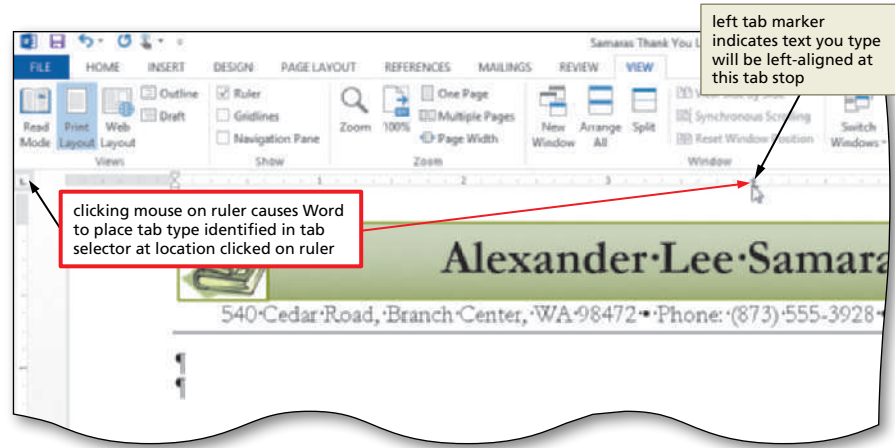 left tab marker
indicates text you type
will be left-aligned at
this tab stop
Samaras Thank You L
FILE HOME INSERT DESIGN PAGE LAYOUT REFERENCES MAILINGS REVIEW VIEW
Read Mode
Print Layout
Web Layout
Outline
Draft
Views
Ruler
Gridlines
Navigation Pane
Show
Zoom
100%
One Page
Multiple Pages
Page Width
Zoom
New Window
Arrange All
Split
Synchronous Scrolling
Reset Window Position
Switch Windows
Window
1 2 3
clicking mouse on ruler causes Word
to place tab type identified in tab
selector at location clicked on ruler
Alexander·Lee·Samara
540·Cedar·Road,·Branch·Center,·WA·98472·•·Phone:·(873)·555-3928·
¶
¶